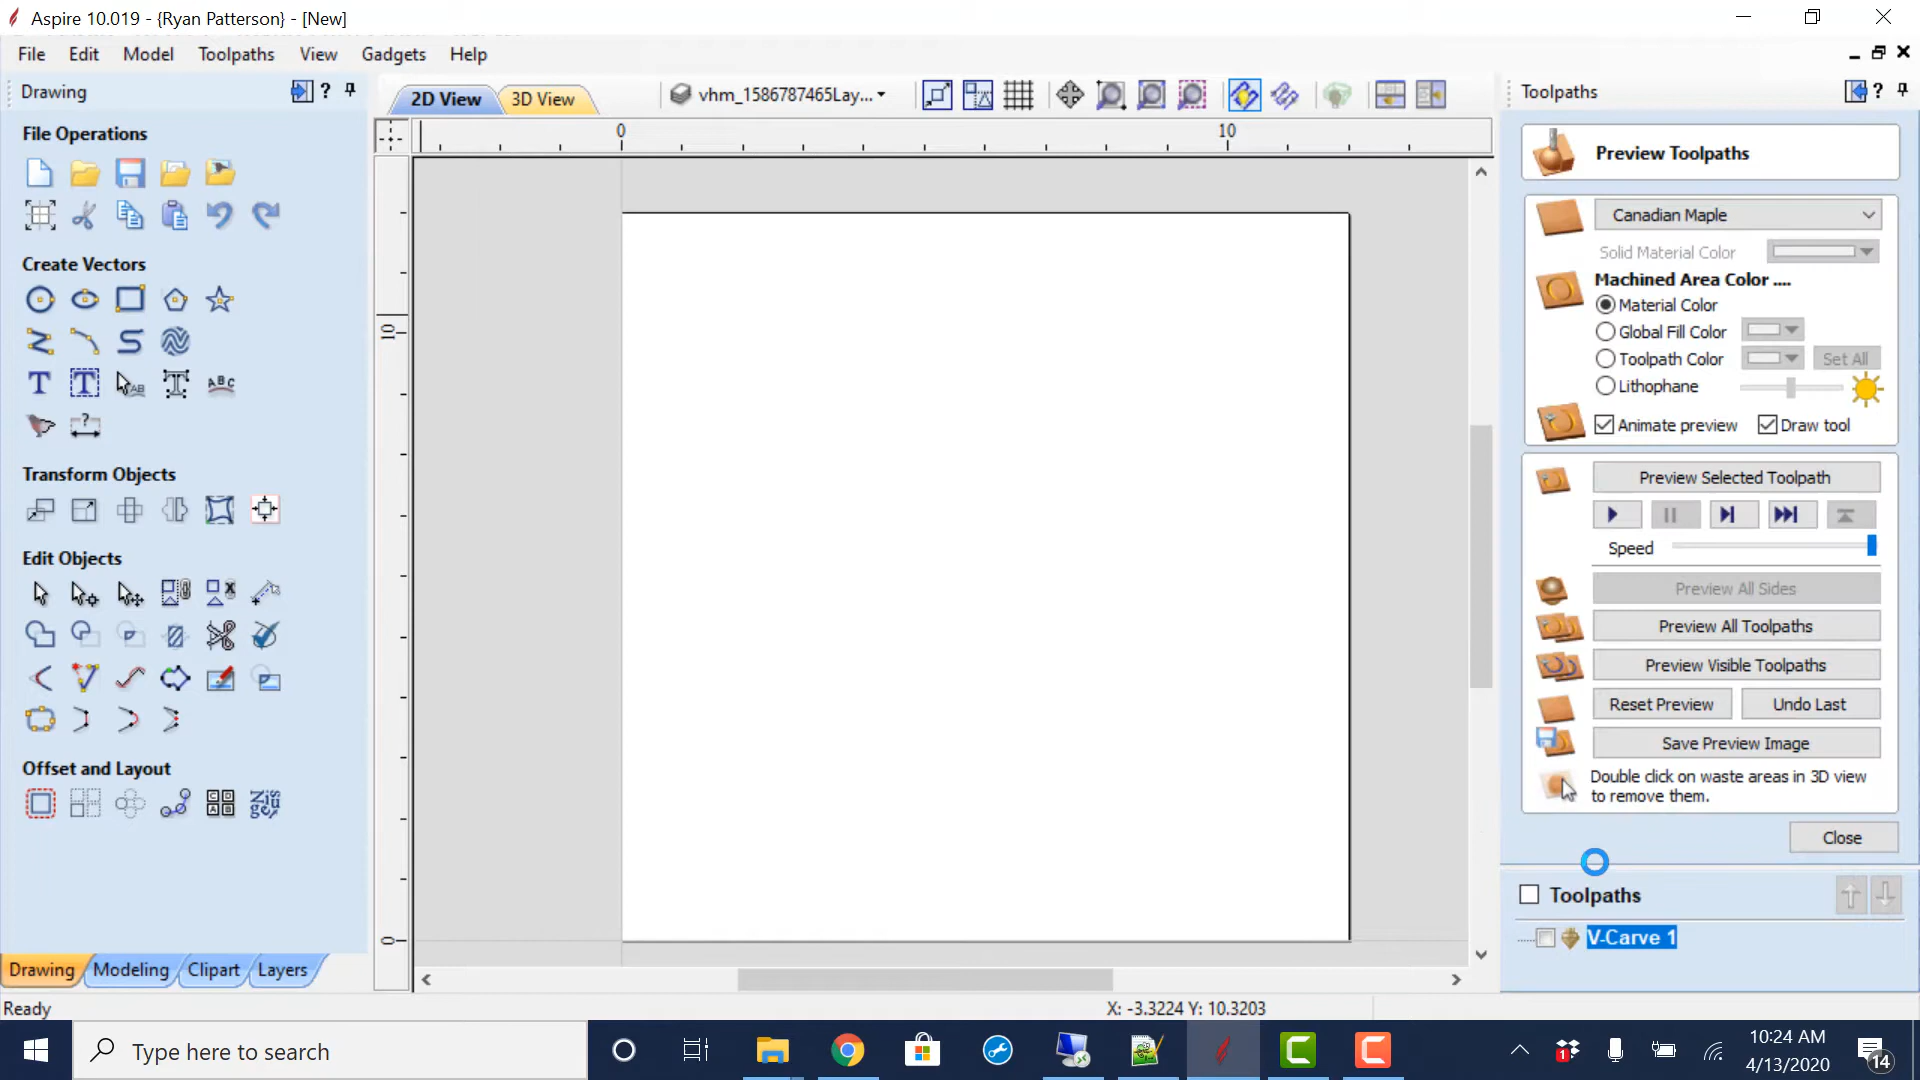 Aspire 10.019 - {Ryan Patterson} - [New]
File Edit Model Toolpaths View Gadgets Help
Drawing
?
File Operations
Create Vectors
Transform Objects
Edit Objects
Offset and Layout
Drawing Modeling Clipart Layers
Ready
2D View 3D View
vhm_1586787465Lay...
0 10
10
0
X: -3.3224 Y: 10.3203
Toolpaths
?
Preview Toolpaths
Canadian Maple
Solid Material Color
Machined Area Color ....
Material Color
Global Fill Color
Toolpath Color Set All
Lithophane
Animate preview Draw tool
Preview Selected Toolpath
Speed
Preview All Sides
Preview All Toolpaths
Preview Visible Toolpaths
Reset Preview Undo Last
Save Preview Image
Double click on waste areas in 3D view
to remove them.
Close
Toolpaths
V-Carve 1
Type here to search
1
10:24 AM
4/13/2020
14